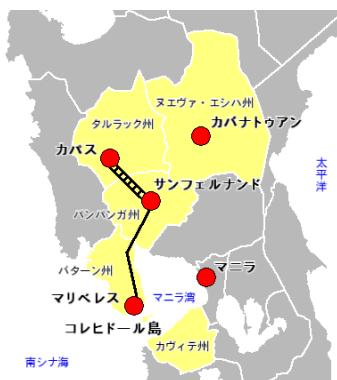 ヌエヴァ・エシハ州
カバナトゥアン
タルラック州
カパス
太平洋
サンフェルナンド
パンパンガ州
マニラ
バターン州
マリベレス
マニラ湾
コレヒドール島
カヴィテ州
南シナ海